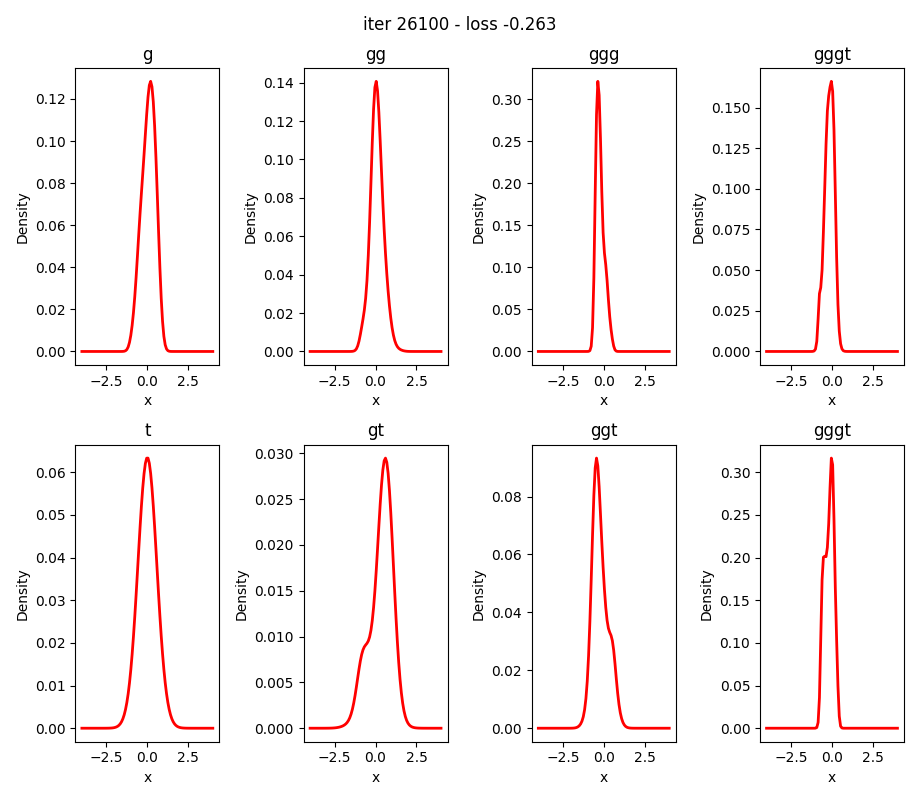 iter 26100 - loss -0.263
g
gg
ggg
gggt
0.12
0.10
0.08
0.06
0.04
0.02
0.00
Density
−2.5 0.0 2.5
x
0.14
0.12
0.10
0.08
0.06
0.04
0.02
0.00
Density
−2.5 0.0 2.5
x
0.30
0.25
0.20
0.15
0.10
0.05
0.00
Density
−2.5 0.0 2.5
x
0.150
0.125
0.100
0.075
0.050
0.025
0.000
Density
−2.5 0.0 2.5
x
t
gt
ggt
gggt
0.06
0.05
0.04
0.03
0.02
0.01
0.00
Density
−2.5 0.0 2.5
x
0.030
0.025
0.020
0.015
0.010
0.005
0.000
Density
−2.5 0.0 2.5
x
0.08
0.06
0.04
0.02
0.00
Density
−2.5 0.0 2.5
x
0.30
0.25
0.20
0.15
0.10
0.05
0.00
Density
−2.5 0.0 2.5
x